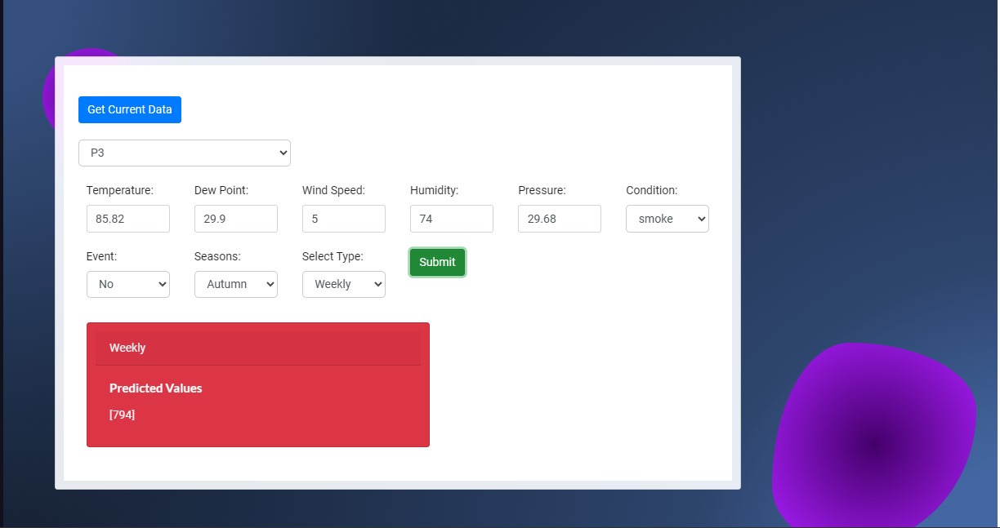 Get Current Data
P3
Temperature: Dew Point: Wind Speed: Humidity: Pressure: Condition:
85.82 29.9 5 74 29.68 smoke
Event: Seasons: Select Type:
No Autumn Weekly Submit
Weekly
Predicted Values
[794]